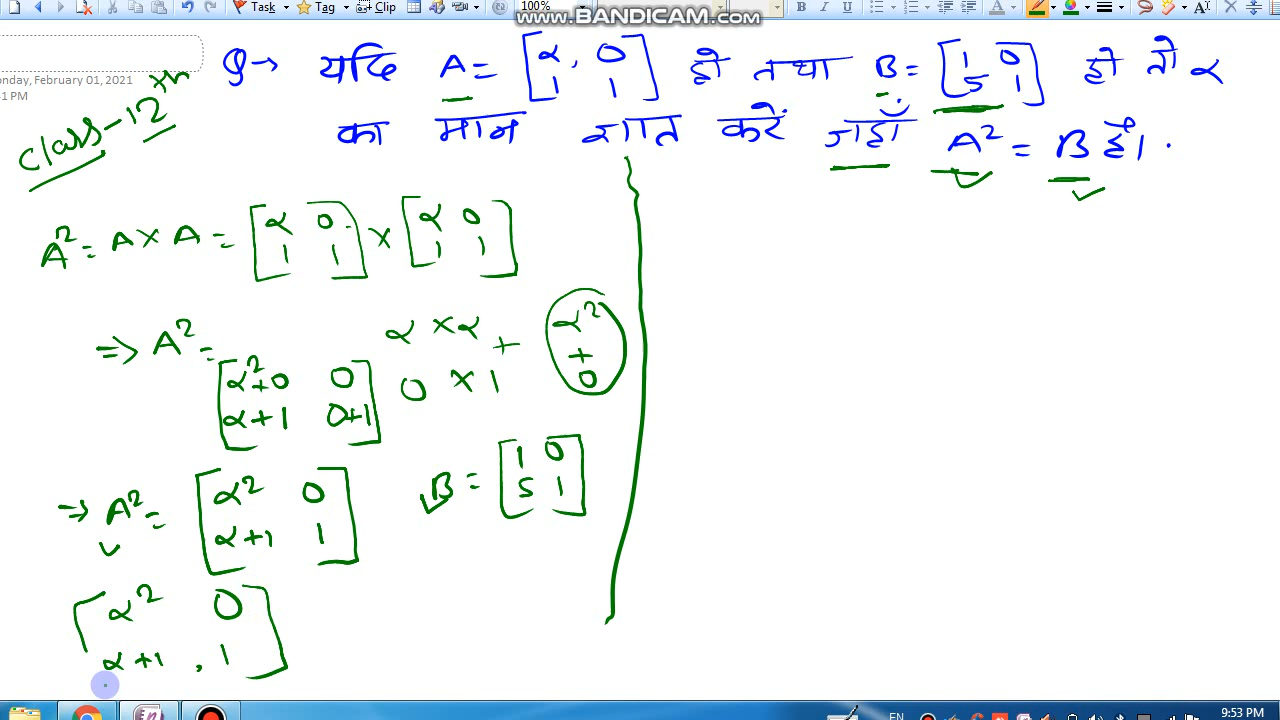 Task Tag Clip 100% B I U
www.BANDICAM.com
onday, February 01, 2021
1 PM
Class-12th
Q→ यदि A= [α, 0 हो तथा B= [1 0 हो तो α
1 1] 5 1]
का मान ज्ञात करें जहाँ A² = B है।
A² = A × A = [α 0 × [α 0
1 1] 1 1]
⇒ A² = α × α + α²
+
[α²+0 0 0 × 1 0
α+1 0+1]
⇒ A² = [α² 0 B = [1 0
α+1 1] 5 1]
[α² 0
α+1, 1]
EN 9:53 PM